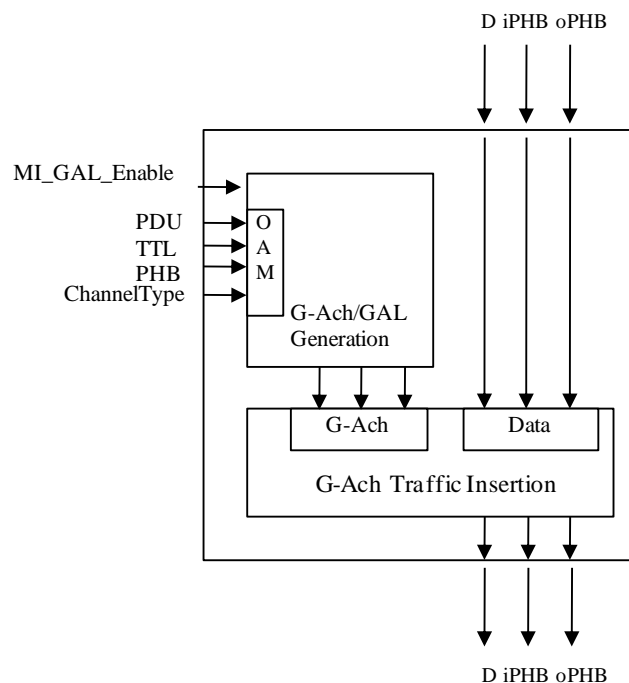 D iPHB oPHB
MI_GAL_Enable
PDU
TTL
PHB
ChannelType
O
A
M
G-Ach/GAL
Generation
G-Ach
Data
G-Ach Traffic Insertion
D iPHB oPHB